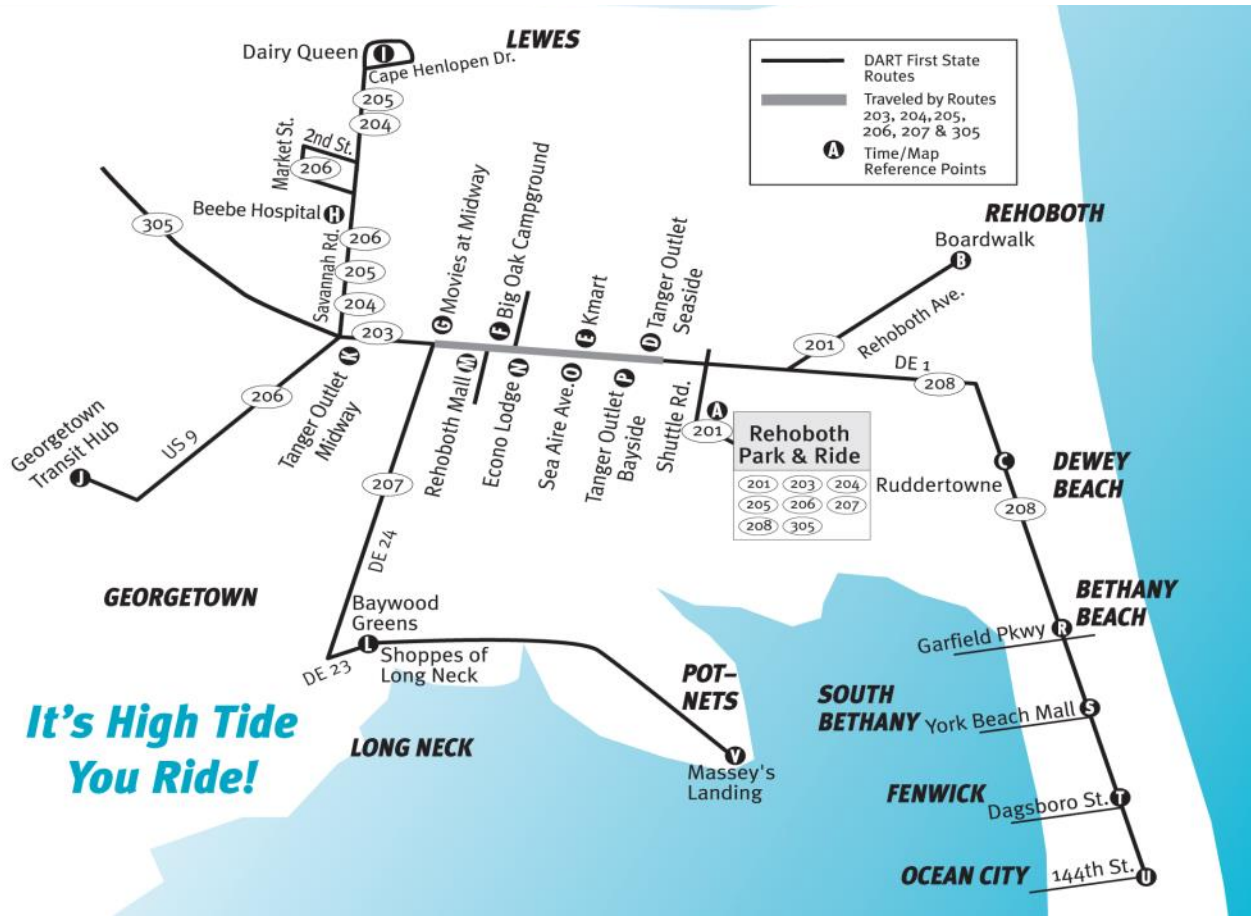 LEWES
Dairy Queen
I
Cape Henlopen Dr.
205
204
2nd St.
Market St.
206
Beebe Hospital
H
Savannah Rd.
206
205
204
203
305
DART First State
Routes
Traveled by Routes
203, 204, 205,
206, 207 & 305
A
Time/Map
Reference Points
REHOBOTH
Boardwalk
B
Rehoboth Ave.
201
DE 1
208
G
Movies at Midway
F
Big Oak Campground
E
Kmart
D
Tanger Outlet
Seaside
K
Tanger Outlet
Midway
Rehoboth Mall
M
Econo Lodge
N
Sea Aire Ave.
O
Tanger Outlet
Bayside
P
Shuttle Rd.
A
201
Rehoboth
Park & Ride
201 203 204
205 206 207
208 305
206
US 9
Georgetown
Transit Hub
J
207
DE 24
GEORGETOWN
Baywood
Greens
L
Shoppes of
Long Neck
DE 23
C
Ruddertowne
DEWEY
BEACH
208
BETHANY
BEACH
Garfield Pkwy
R
POT–
NETS
SOUTH
BETHANY
York Beach Mall
S
It's High Tide
You Ride!
LONG NECK
V
Massey's
Landing
FENWICK
Dagsboro St.
T
OCEAN CITY
144th St.
U